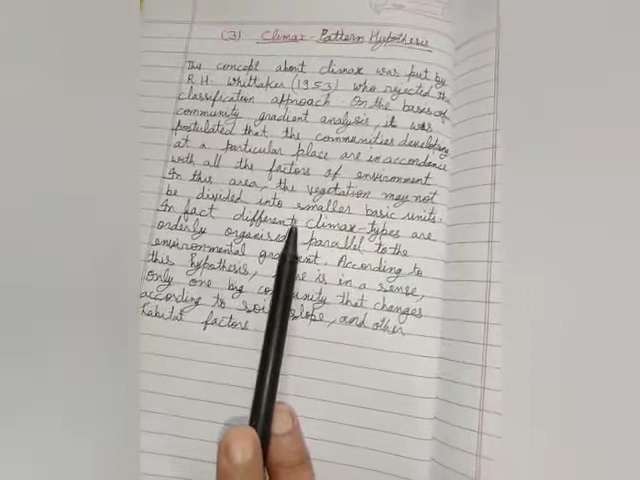 (3) Climax-Pattern Hypothesis
This concept about climax was put by
R.H. Whittaker (1953) who rejected the
classification approach. On the basis of
community gradient analysis, it was
postulated that the communities developing
at a particular place are in accordence
with all the factors of environment
In this area, the vegetation may not
be divided into smaller basic units.
In fact different climax-types are
orderly organised parallel to the
environmental . According to
this hypothesis, is in a sense,
only one big that changes
according to soil slope, and other
habitat factors